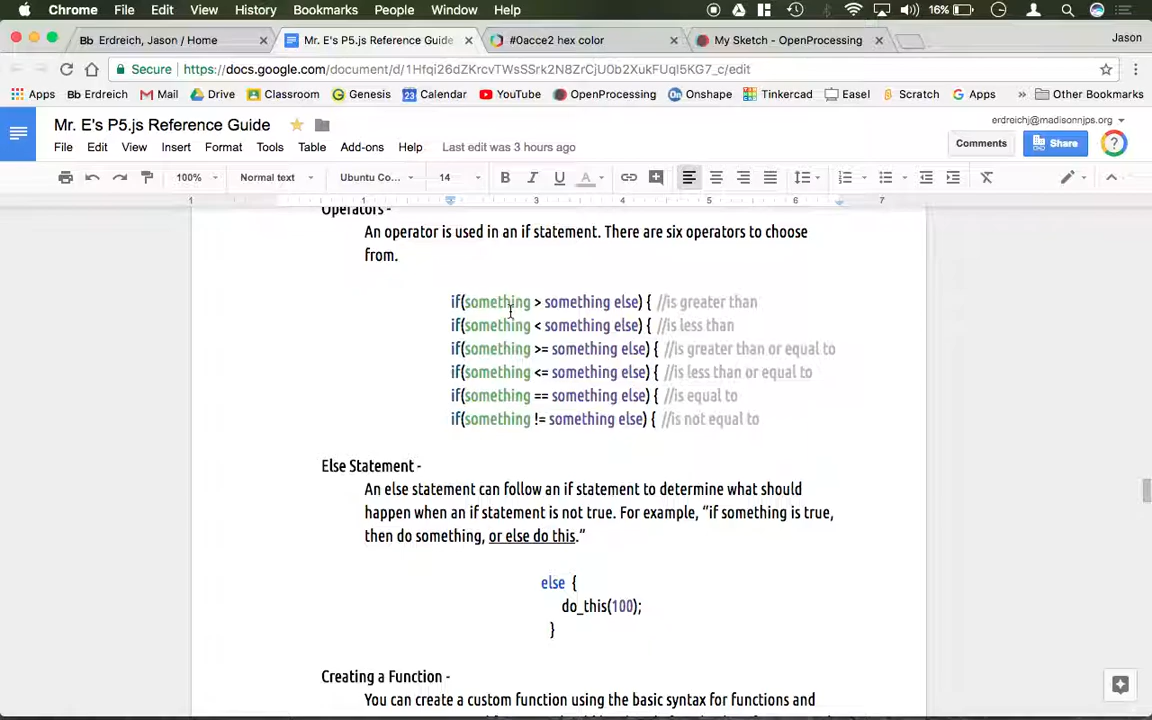 Chrome File Edit View History Bookmarks People Window Help 16%
Erdreich, Jason / Home
Mr. E's P5.js Reference Guide
#0acce2 hex color
My Sketch - OpenProcessing
Jason
Secure https://docs.google.com/document/d/1Hfqi26dZKrcvTWsSSrk2N8ZrCjU0b2XukFUqI5KG7_c/edit
Apps Bb Erdreich Mail Drive Classroom Genesis Calendar YouTube OpenProcessing Onshape Tinkercad Easel Scratch Apps » Other Bookmarks
Mr. E's P5.js Reference Guide
erdreichj@madisonnjps.org
File Edit View Insert Format Tools Table Add-ons Help Last edit was 3 hours ago
Comments Share
100% Normal text Ubuntu Co... 14
1 1 2 3 4 5 6 7
Operators -
An operator is used in an if statement. There are six operators to choose
from.
if(something > something else) { //is greater than
if(something < something else) { //is less than
if(something >= something else) { //is greater than or equal to
if(something <= something else) { //is less than or equal to
if(something == something else) { //is equal to
if(something != something else) { //is not equal to
Else Statement -
An else statement can follow an if statement to determine what should
happen when an if statement is not true. For example, “if something is true,
then do something, or else do this.”
else {
do_this(100);
}
Creating a Function -
You can create a custom function using the basic syntax for functions and